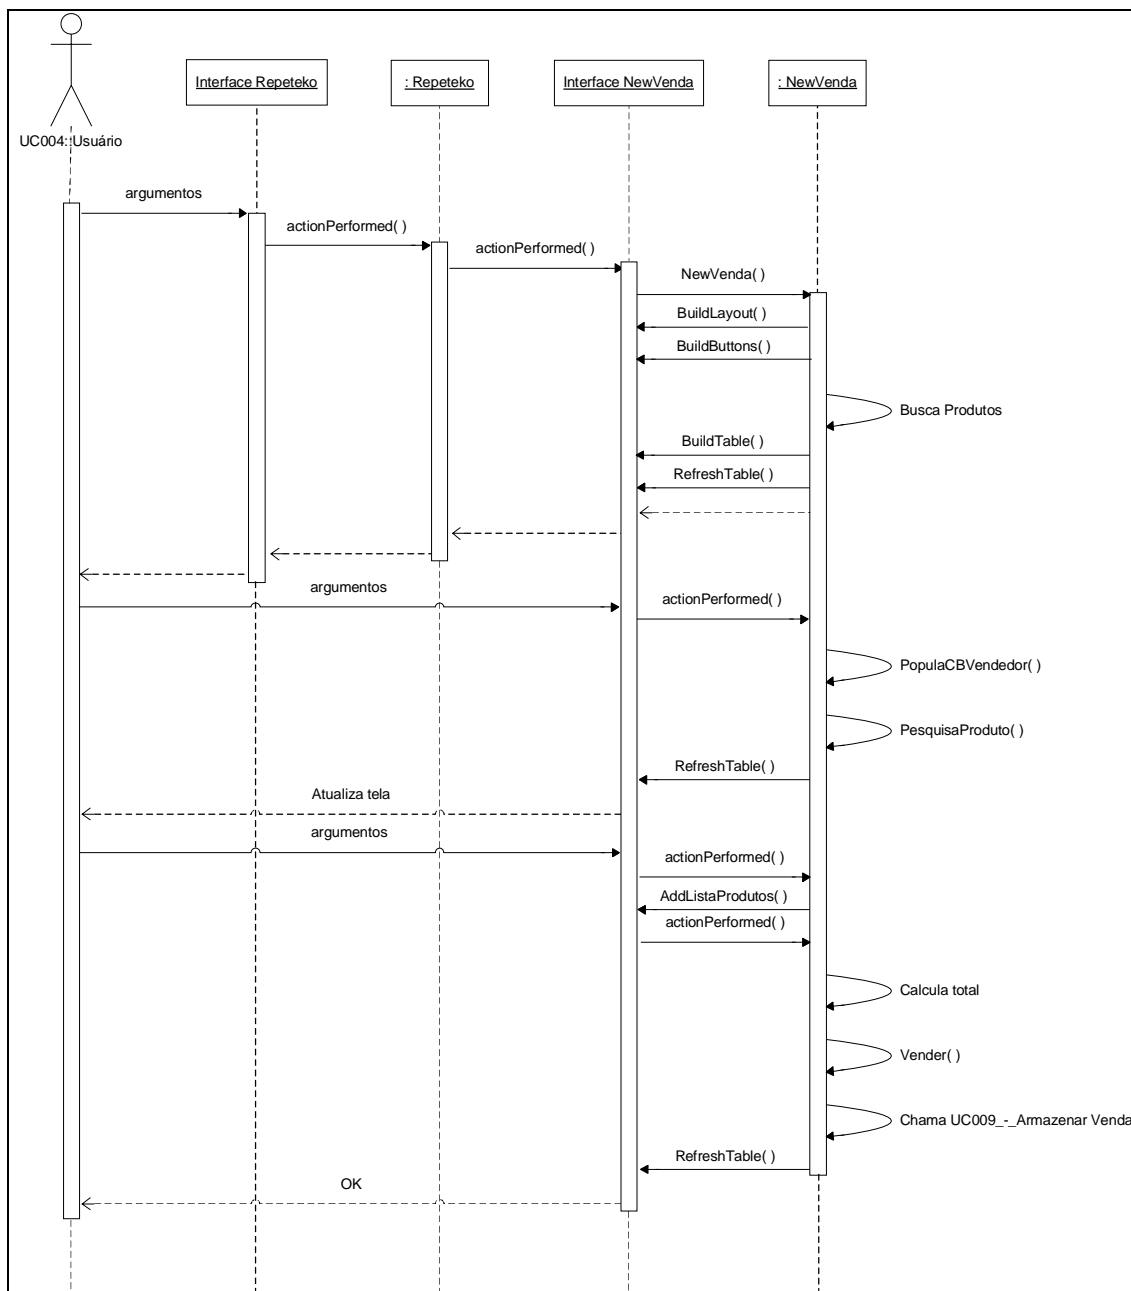 Interface Repeteko
: Repeteko
Interface NewVenda
: NewVenda
UC004::Usuário
argumentos
actionPerformed( )
actionPerformed( )
NewVenda( )
BuildLayout( )
BuildButtons( )
Busca Produtos
BuildTable( )
RefreshTable( )
argumentos
actionPerformed( )
PopulaCBVendedor( )
PesquisaProduto( )
RefreshTable( )
Atualiza tela
argumentos
actionPerformed( )
AddListaProdutos( )
actionPerformed( )
Calcula total
Vender( )
Chama UC009_-_Armazenar Venda
RefreshTable( )
OK